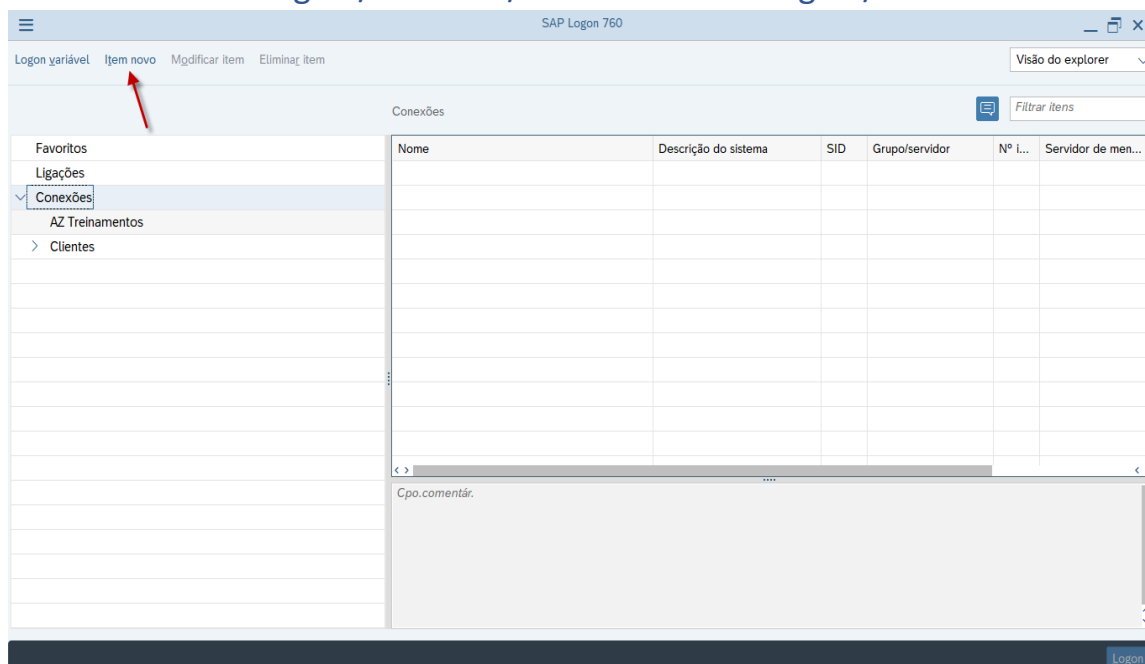 SAP Logon 760
Logon variável Item novo Modificar item Eliminar item Visão do explorer
Conexões Filtrar itens
Favoritos Nome Descrição do sistema SID Grupo/servidor Nº i... Servidor de men...
Ligações
Conexões
AZ Treinamentos
Clientes
Cpo.comentár.
Logon